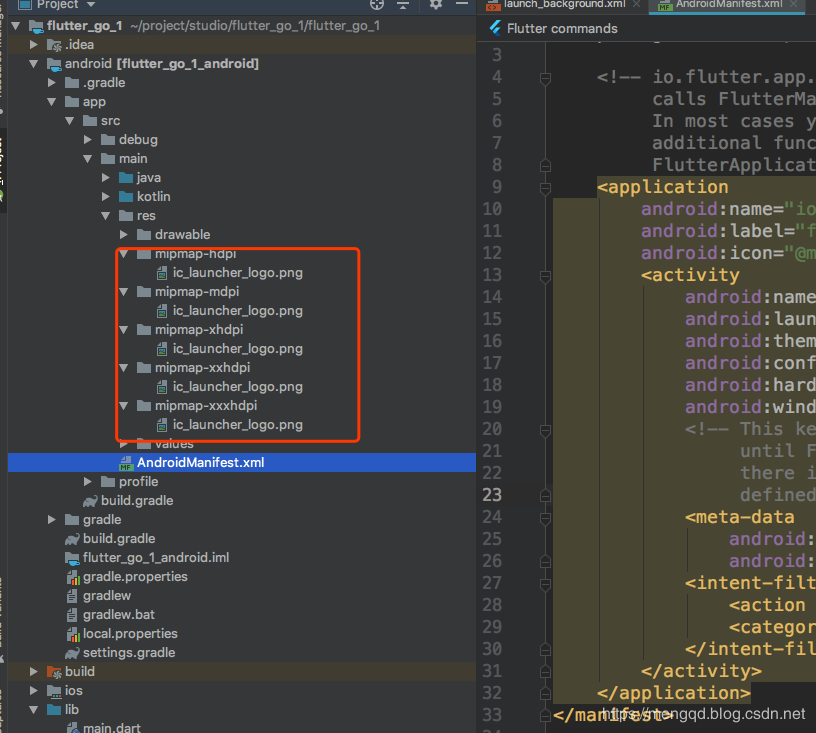 Project
flutter_go_1 ~/project/studio/flutter_go_1/flutter_go_1
.idea
android [flutter_go_1_android]
.gradle
app
src
debug
main
java
kotlin
res
drawable
mipmap-hdpi
ic_launcher_logo.png
mipmap-mdpi
ic_launcher_logo.png
mipmap-xhdpi
ic_launcher_logo.png
mipmap-xxhdpi
ic_launcher_logo.png
mipmap-xxxhdpi
ic_launcher_logo.png
values
AndroidManifest.xml
profile
build.gradle
gradle
build.gradle
flutter_go_1_android.iml
gradle.properties
gradlew
gradlew.bat
local.properties
settings.gradle
build
ios
lib
main.dart
launch_background.xml
AndroidManifest.xml
Flutter commands
3
4 <!-- io.flutter.app.
5 calls FlutterMa
6 In most cases y
7 additional func
8 FlutterApplicat
9 <application
10 android:name="io
11 android:label="f
12 android:icon="@m
13 <activity
14 android:name
15 android:laun
16 android:them
17 android:conf
18 android:hard
19 android:wind
20 <!-- This ke
21 until F
22 there i
23 defined
24 <meta-data
25 android:
26 android:
27 <intent-filt
28 <action
29 <categor
30 </intent-fil
31 </activity>
32 </application>
33 </manifest>
https://mengqd.blog.csdn.net